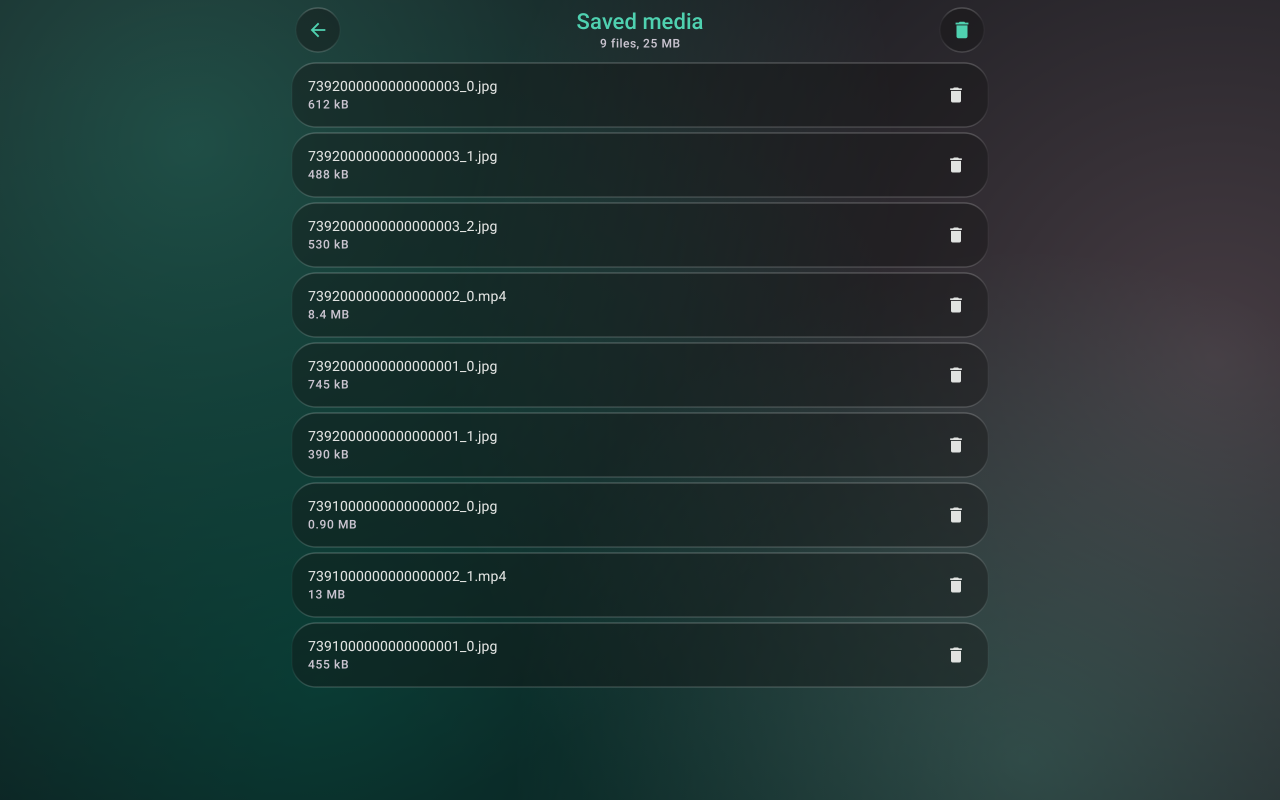 Saved media
9 files, 25 MB
7392000000000000003_0.jpg
612 kB
7392000000000000003_1.jpg
488 kB
7392000000000000003_2.jpg
530 kB
7392000000000000002_0.mp4
8.4 MB
7392000000000000001_0.jpg
745 kB
7392000000000000001_1.jpg
390 kB
7391000000000000002_0.jpg
0.90 MB
7391000000000000002_1.mp4
13 MB
7391000000000000001_0.jpg
455 kB